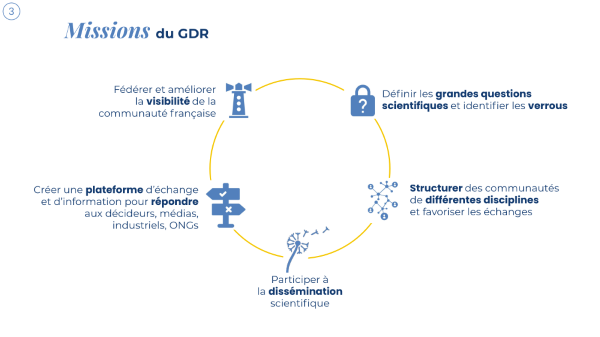 3
Missions du GDR
Fédérer et améliorer
la visibilité de la
communauté française
Définir les grandes questions
scientifiques et identifier les verrous
Créer une plateforme d'échange
et d'information pour répondre
aux décideurs, médias,
industriels, ONGs
Structurer des communautés
de différentes disciplines
et favoriser les échanges
Participer à
la dissémination
scientifique